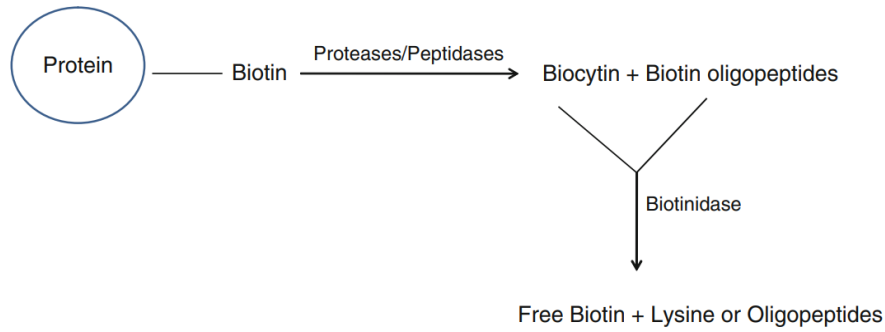 Protein
Biotin
Proteases/Peptidases
Biocytin + Biotin oligopeptides
Biotinidase
Free Biotin + Lysine or Oligopeptides